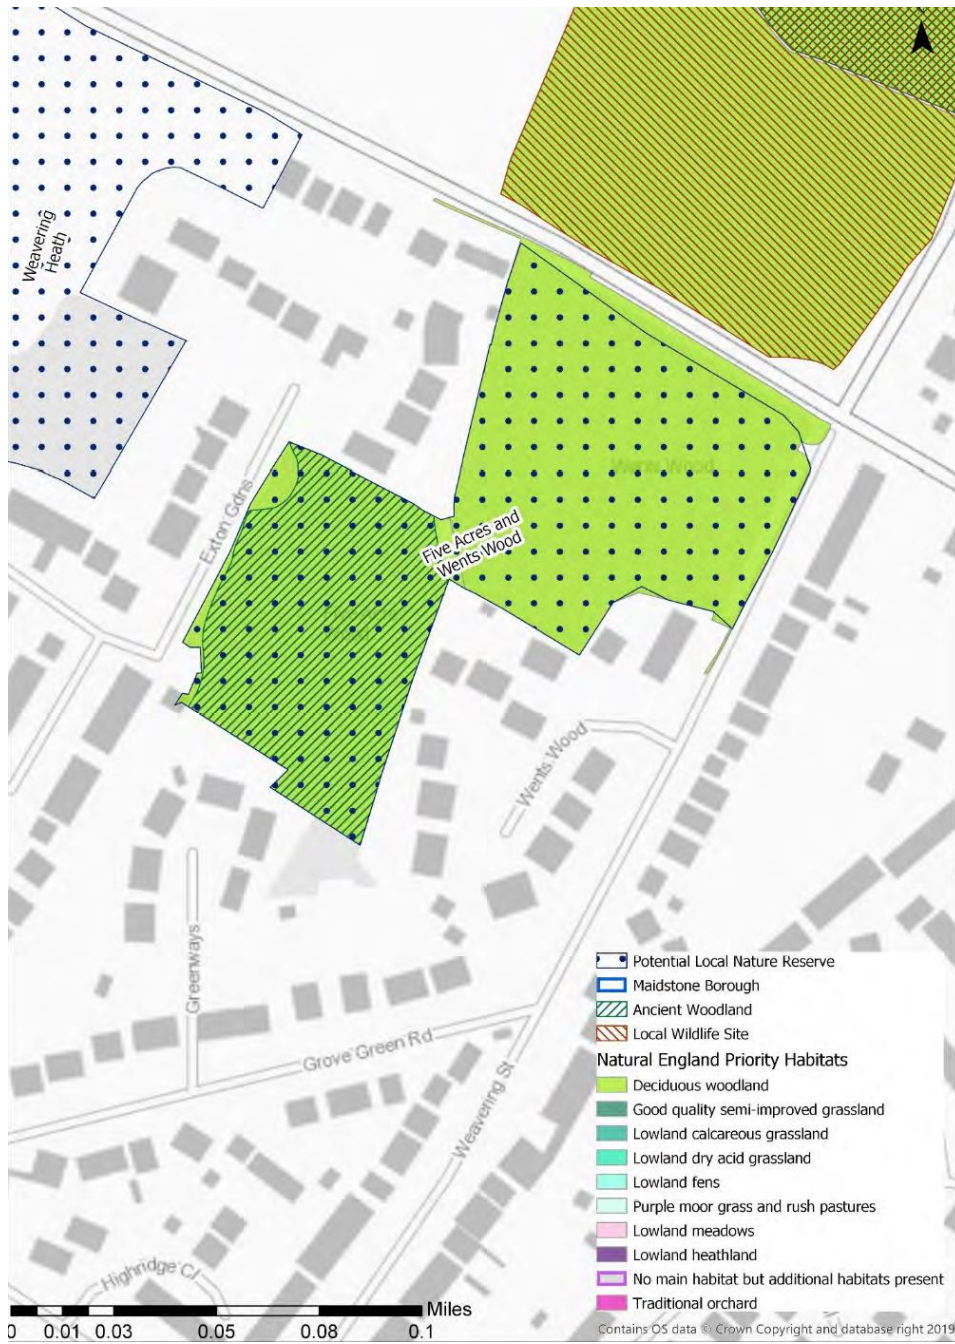 Weavering
Heath
Wents Wood
Exton Gdns
Five Acres and
Wents Wood
Wents Wood
Greenways
Grove Green Rd
Weavering St
Highridge Cl
Potential Local Nature Reserve
Maidstone Borough
Ancient Woodland
Local Wildlife Site
Natural England Priority Habitats
Deciduous woodland
Good quality semi-improved grassland
Lowland calcareous grassland
Lowland dry acid grassland
Lowland fens
Purple moor grass and rush pastures
Lowland meadows
Lowland heathland
No main habitat but additional habitats present
Traditional orchard
Miles
0 0.01 0.03 0.05 0.08 0.1
Contains OS data © Crown Copyright and database right 2019